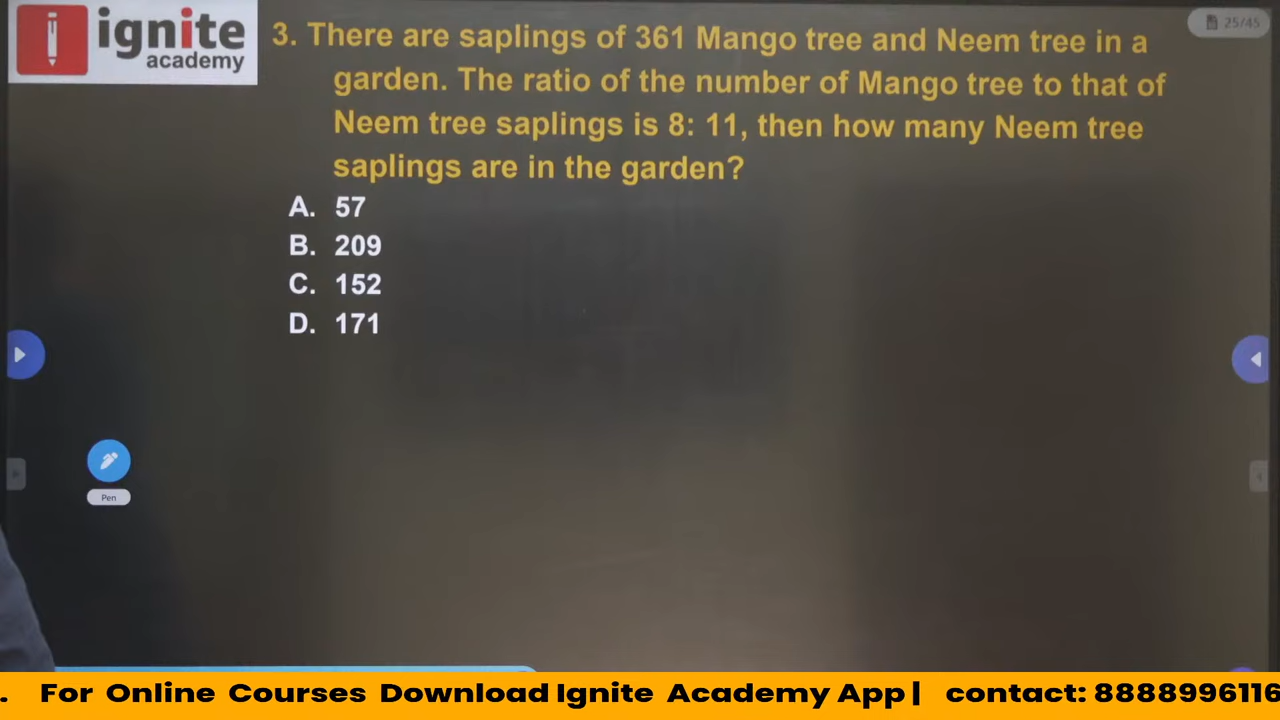 ignite
academy
25/45
3. There are saplings of 361 Mango tree and Neem tree in a
garden. The ratio of the number of Mango tree to that of
Neem tree saplings is 8: 11, then how many Neem tree
saplings are in the garden?
A. 57
B. 209
C. 152
D. 171
Pen
. For Online Courses Download Ignite Academy App| contact: 8888996116